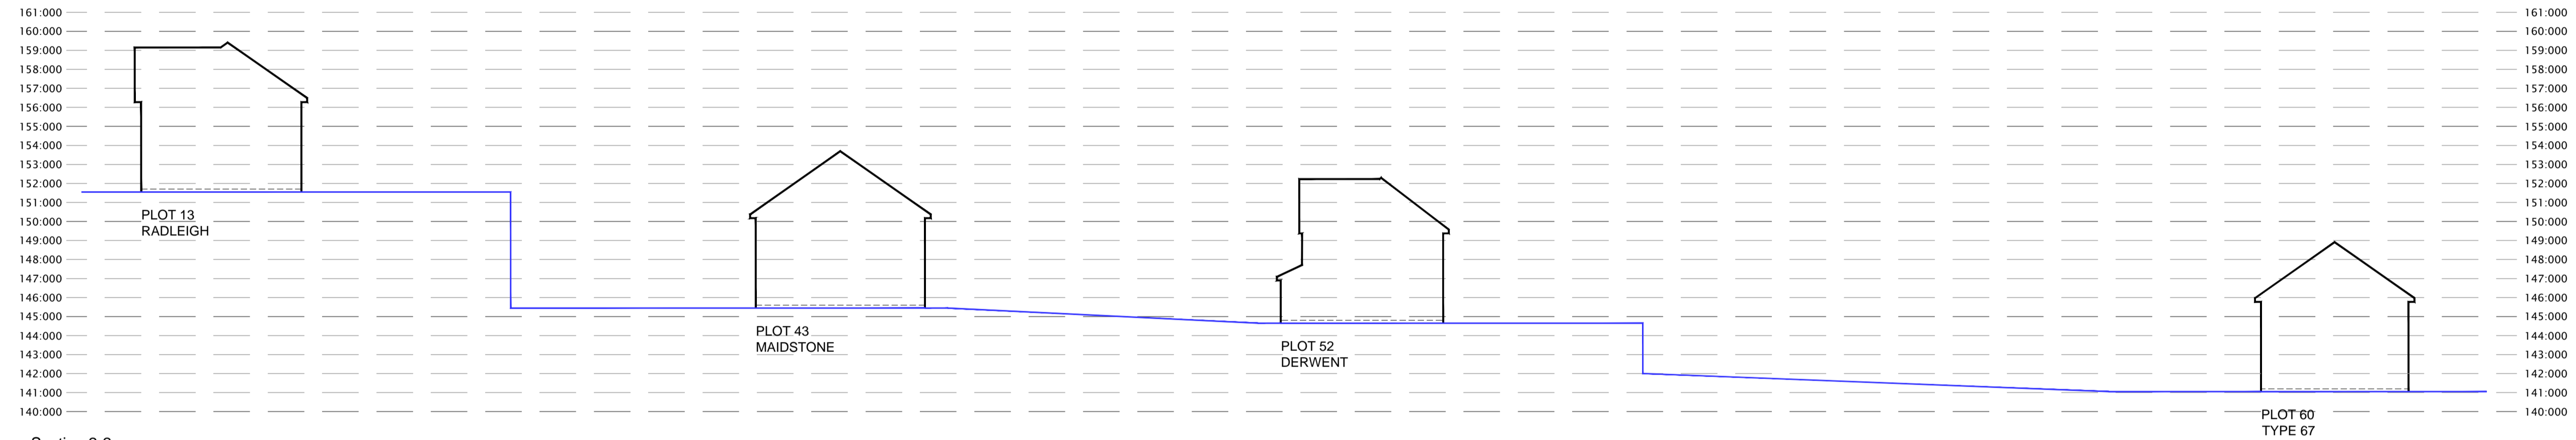 161:000 161:000
160:000 160:000
159:000 159:000
158:000 158:000
157:000 157:000
156:000 156:000
155:000 155:000
154:000 154:000
153:000 153:000
152:000 152:000
151:000 151:000
PLOT 13
RADLEIGH
150:000 150:000
149:000 149:000
148:000 148:000
147:000 147:000
146:000 146:000
145:000 145:000
PLOT 43
MAIDSTONE
144:000 144:000
PLOT 52
DERWENT
143:000 143:000
142:000 142:000
141:000 141:000
140:000 140:000
PLOT 60
TYPE 67